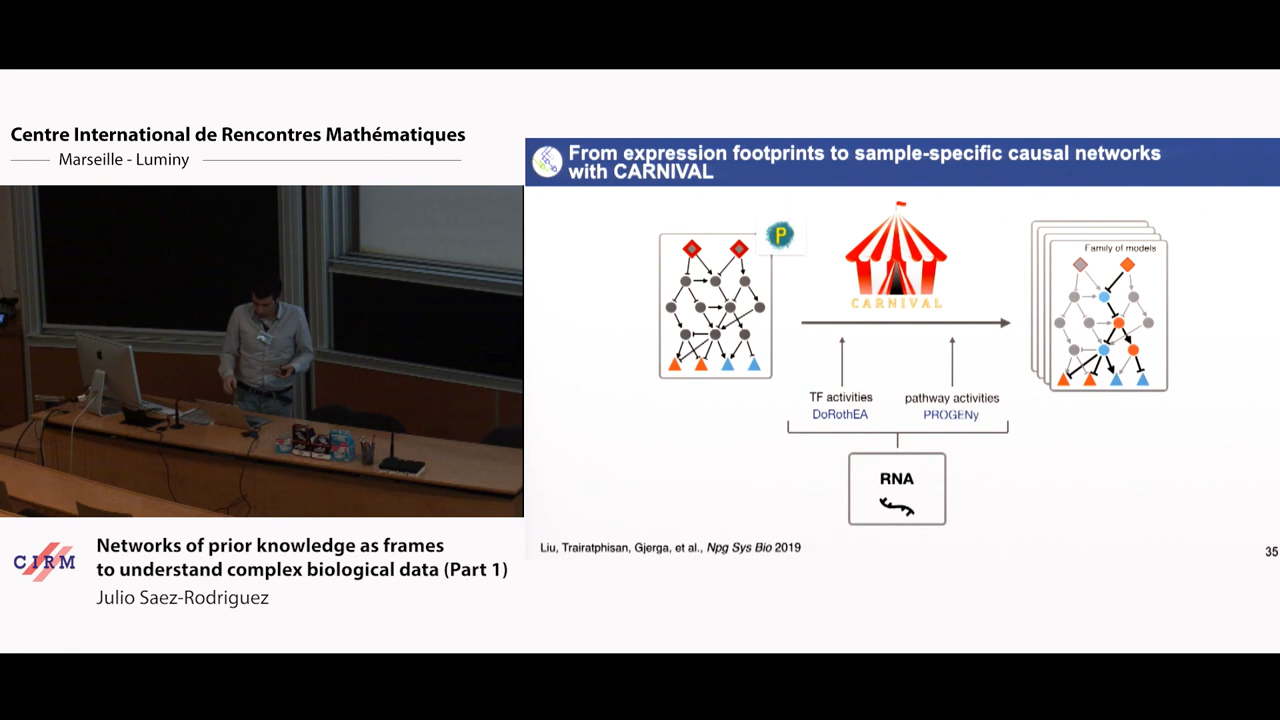 Centre International de Rencontres Mathématiques
Marseille - Luminy
From expression footprints to sample-specific causal networks
with CARNIVAL
P
Family of models
CARNIVAL
TF activities
DoRothEA
pathway activities
PROGENy
RNA
Liu, Trairatphisan, Gjerga, et al., Npg Sys Bio 2019
35
CIRM
Networks of prior knowledge as frames
to understand complex biological data (Part 1)
Julio Saez-Rodriguez